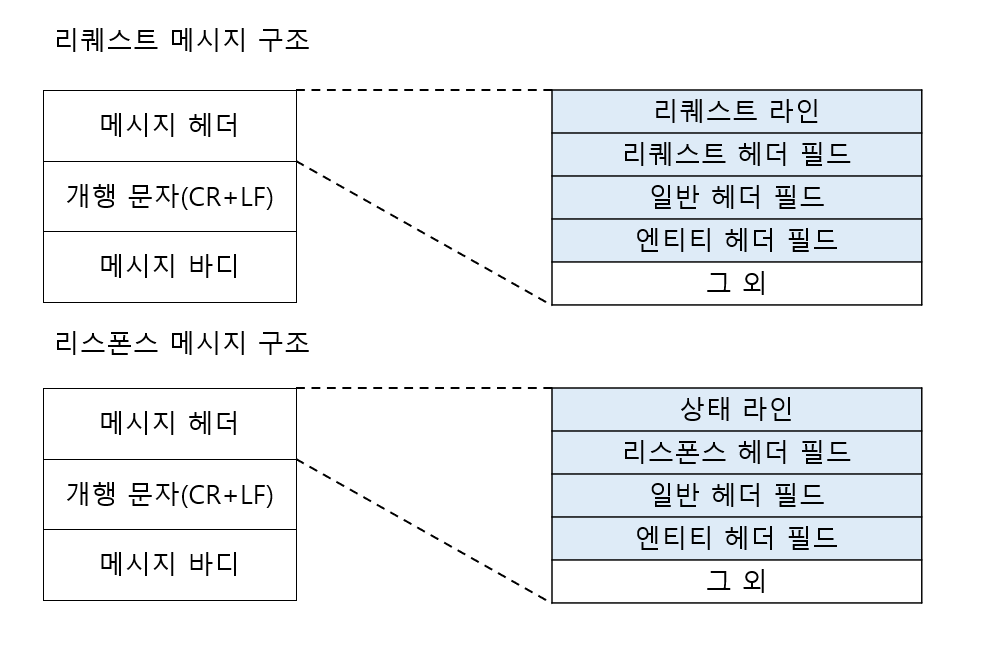 리퀘스트 메시지 구조
메시지 헤더
개행 문자(CR+LF)
메시지 바디
리퀘스트 라인
리퀘스트 헤더 필드
일반 헤더 필드
엔티티 헤더 필드
그 외
리스폰스 메시지 구조
메시지 헤더
개행 문자(CR+LF)
메시지 바디
상태 라인
리스폰스 헤더 필드
일반 헤더 필드
엔티티 헤더 필드
그 외